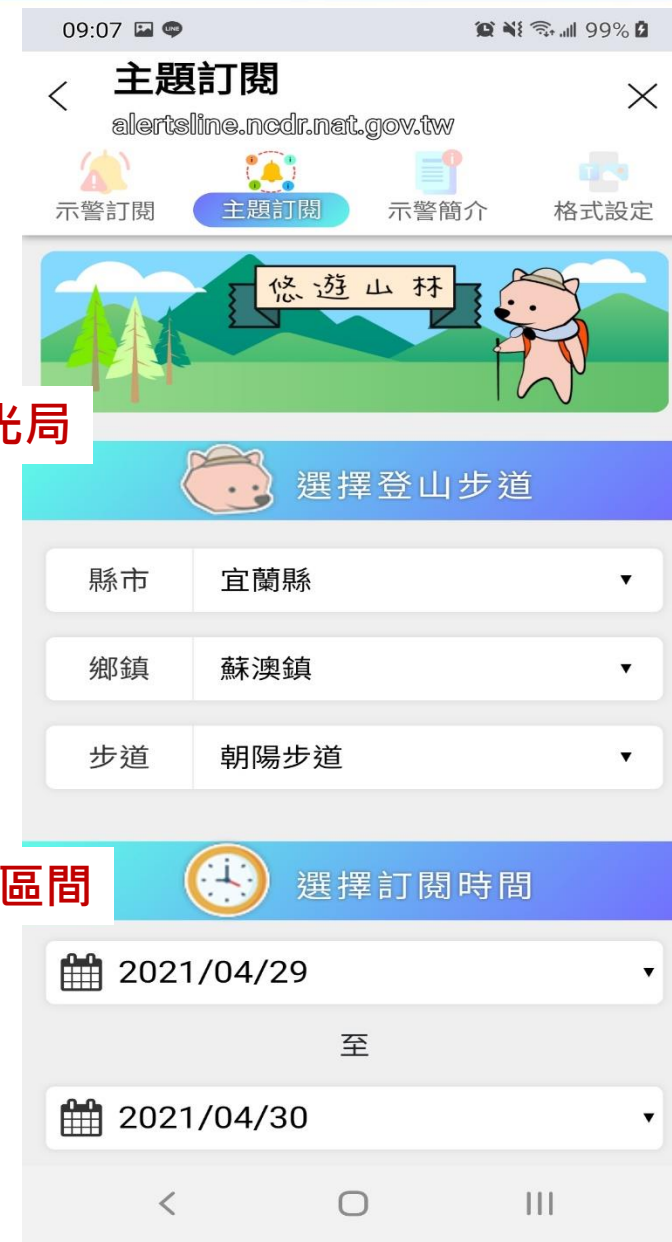 09:07 LINE 99%
主題訂閱
alertsline.ncdr.nat.gov.tw
示警訂閱 主題訂閱 示警簡介 格式設定
悠遊山林
光局
選擇登山步道
縣市 宜蘭縣
鄉鎮 蘇澳鎮
步道 朝陽步道
區間
選擇訂閱時間
2021/04/29
至
2021/04/30